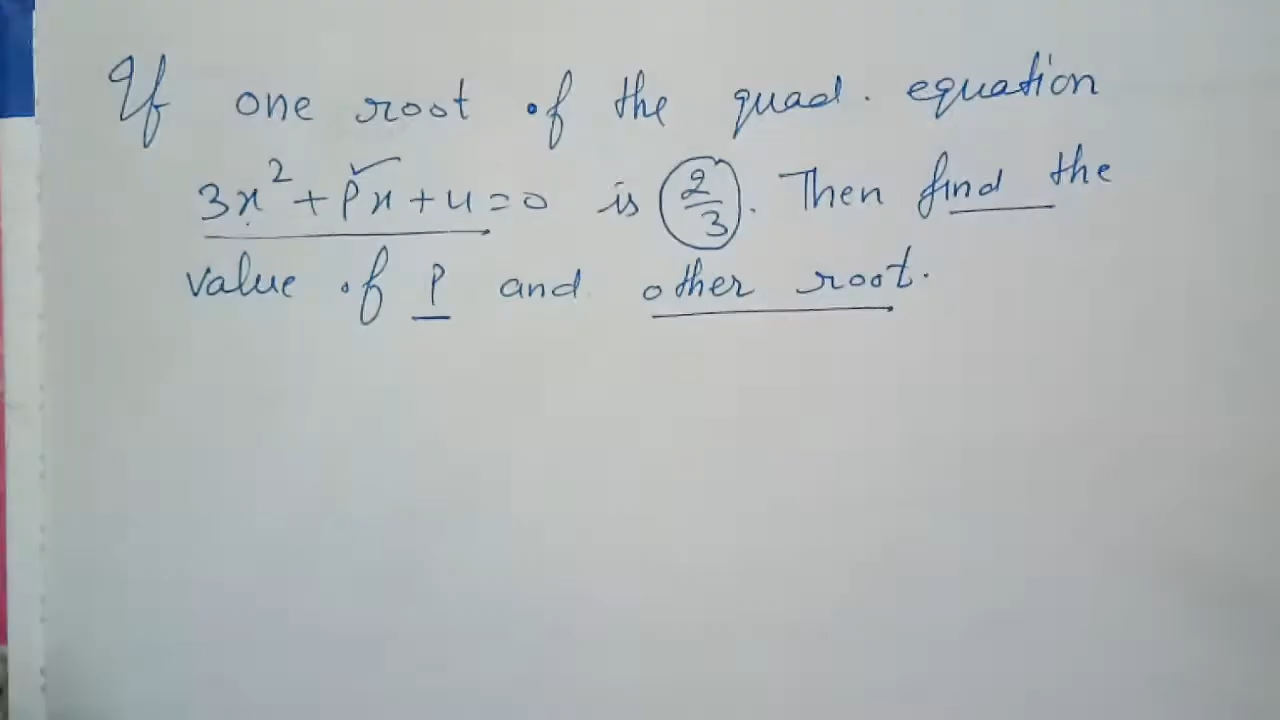 If one root of the quad. equation
3x² + Px + 4 = 0 is 2/3. Then find the
value of P and other root.